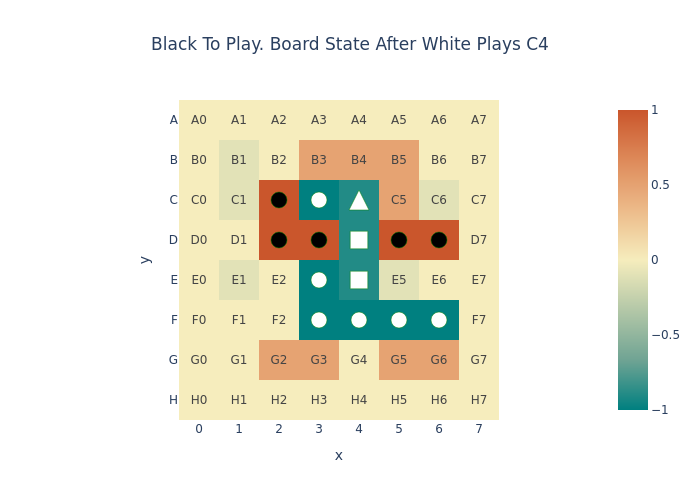 Black To Play. Board State After White Plays C4
A A0 A1 A2 A3 A4 A5 A6 A7
B B0 B1 B2 B3 B4 B5 B6 B7
C C0 C1 C5 C6 C7
D D0 D1 D7
E E0 E1 E2 E5 E6 E7
F F0 F1 F2 F7
G G0 G1 G2 G3 G4 G5 G6 G7
H H0 H1 H2 H3 H4 H5 H6 H7
0 1 2 3 4 5 6 7
x
y
1
0.5
0
−0.5
−1